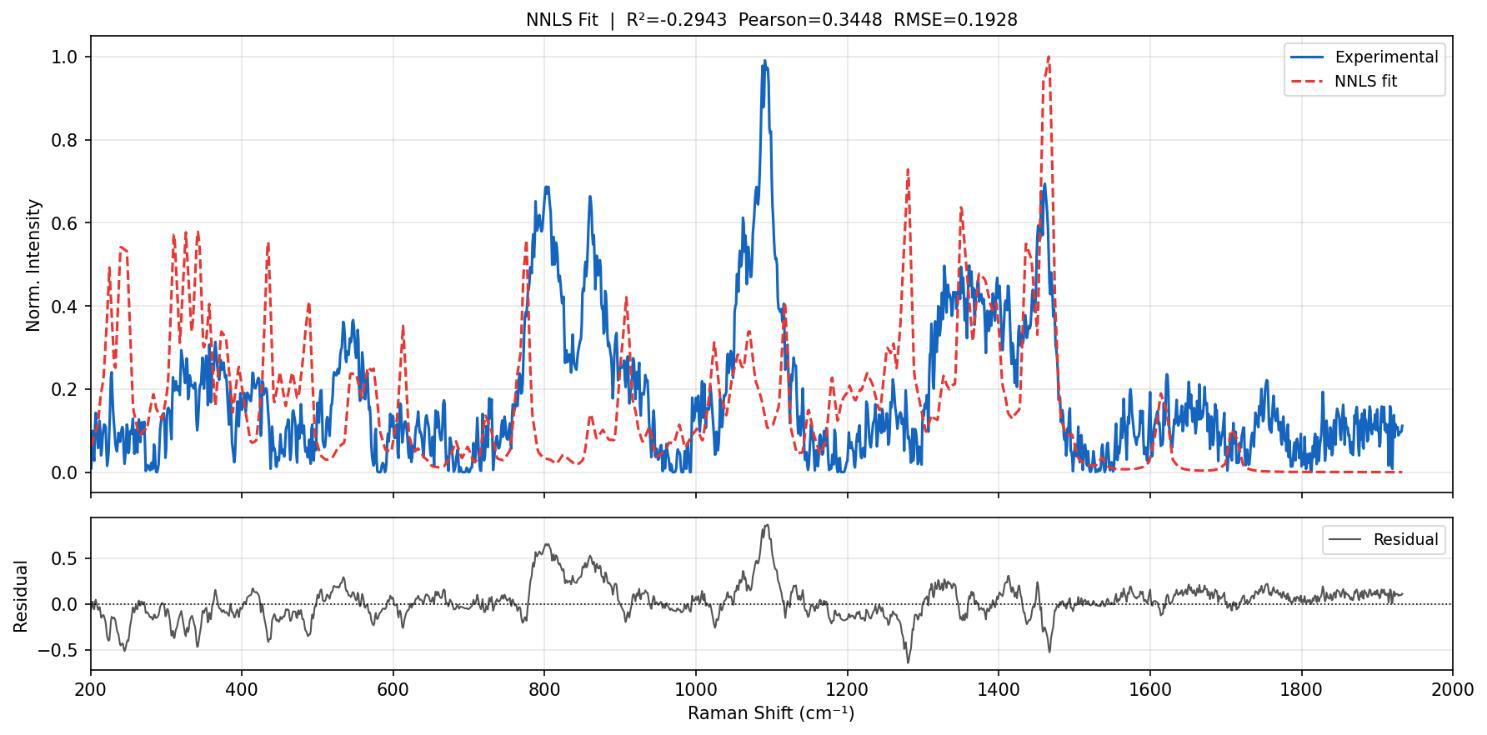 NNLS Fit | R²=-0.2943 Pearson=0.3448 RMSE=0.1928
Norm. Intensity
1.0
0.8
0.6
0.4
0.2
0.0
Experimental
NNLS fit
Residual
0.5
0.0
−0.5
Residual
200 400 600 800 1000 1200 1400 1600 1800 2000
Raman Shift (cm⁻¹)